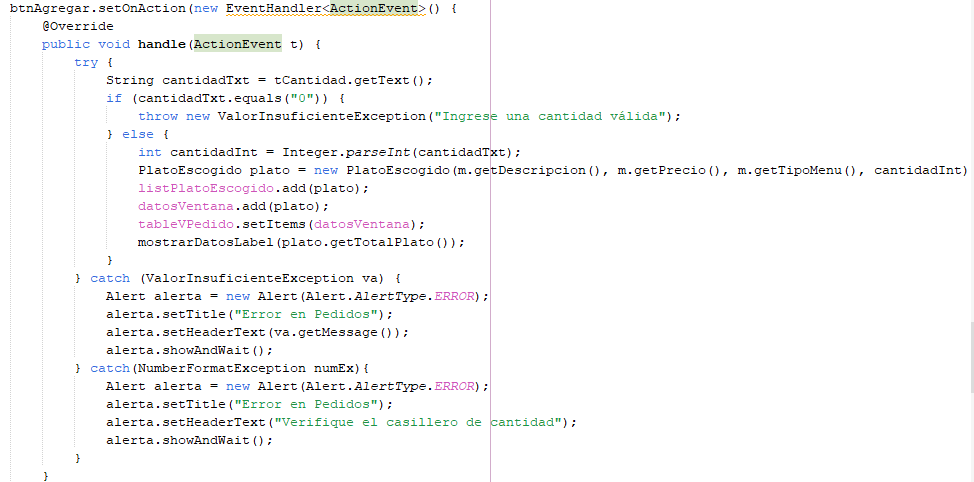 btnAgregar.setOnAction(new EventHandler<ActionEvent>() {
    @Override
    public void handle(ActionEvent t) {
        try {
            String cantidadTxt = tCantidad.getText();
            if (cantidadTxt.equals("0")) {
                throw new ValorInsuficienteException("Ingrese una cantidad válida");
            } else {
                int cantidadInt = Integer.parseInt(cantidadTxt);
                PlatoEscogido plato = new PlatoEscogido(m.getDescripcion(), m.getPrecio(), m.getTipoMenu(), cantidadInt)
                listPlatoEscogido.add(plato);
                datosVentana.add(plato);
                tableVPedido.setItems(datosVentana);
                mostrarDatosLabel(plato.getTotalPlato());
            }
        } catch (ValorInsuficienteException va) {
            Alert alerta = new Alert(Alert.AlertType.ERROR);
            alerta.setTitle("Error en Pedidos");
            alerta.setHeaderText(va.getMessage());
            alerta.showAndWait();
        } catch(NumberFormatException numEx){
            Alert alerta = new Alert(Alert.AlertType.ERROR);
            alerta.setTitle("Error en Pedidos");
            alerta.setHeaderText("Verifique el casillero de cantidad");
            alerta.showAndWait();
        }
    }